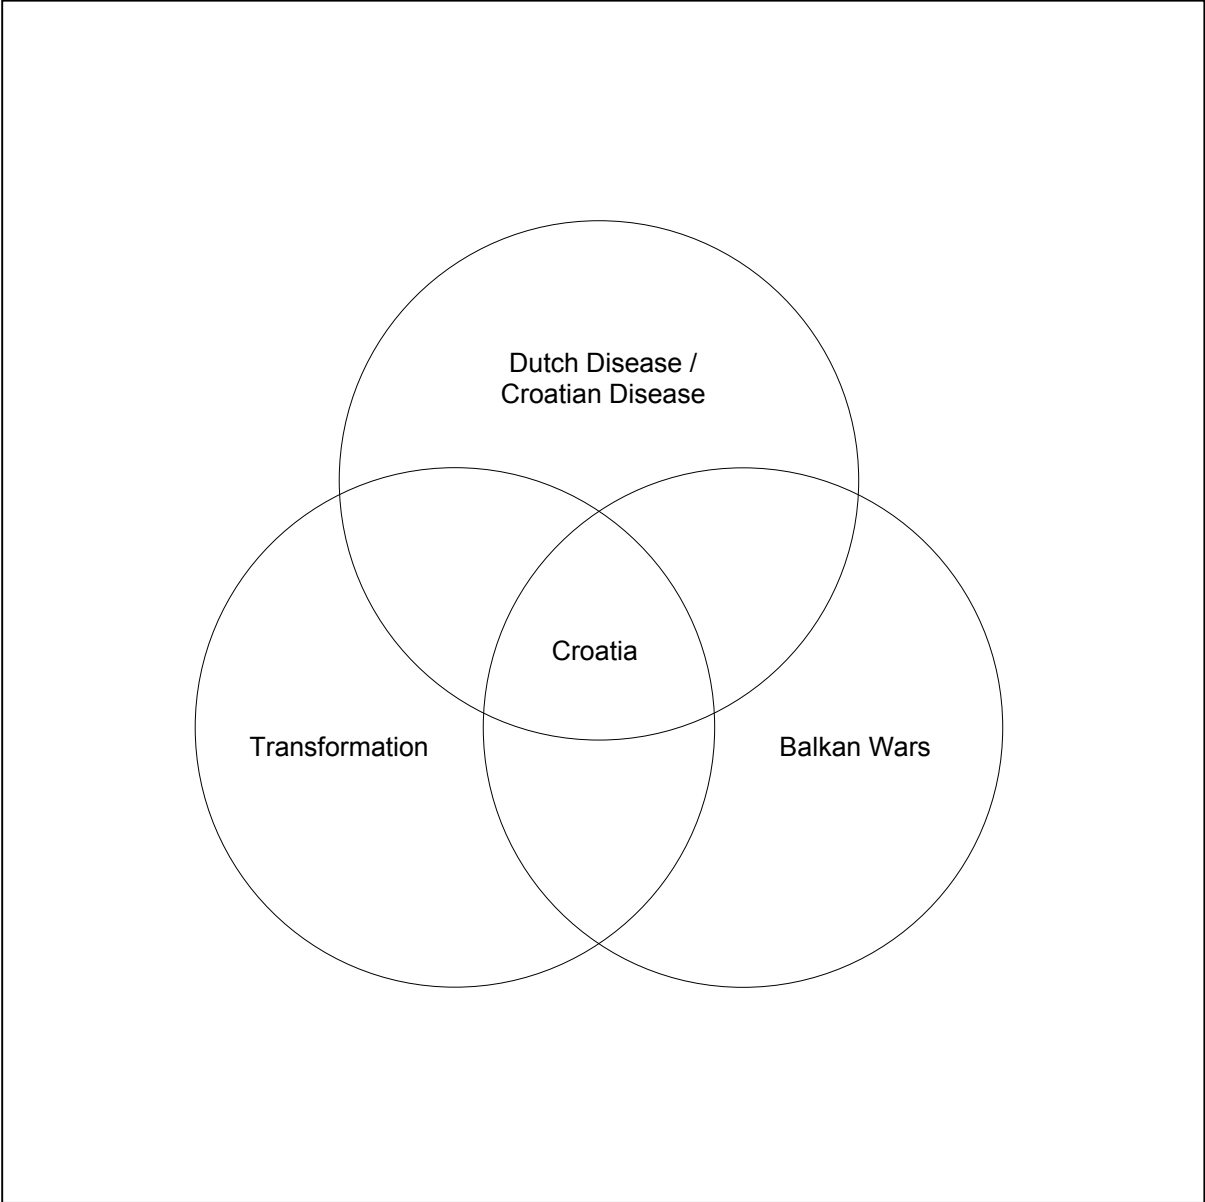 Dutch Disease /
Croatian Disease
Croatia
Transformation
Balkan Wars